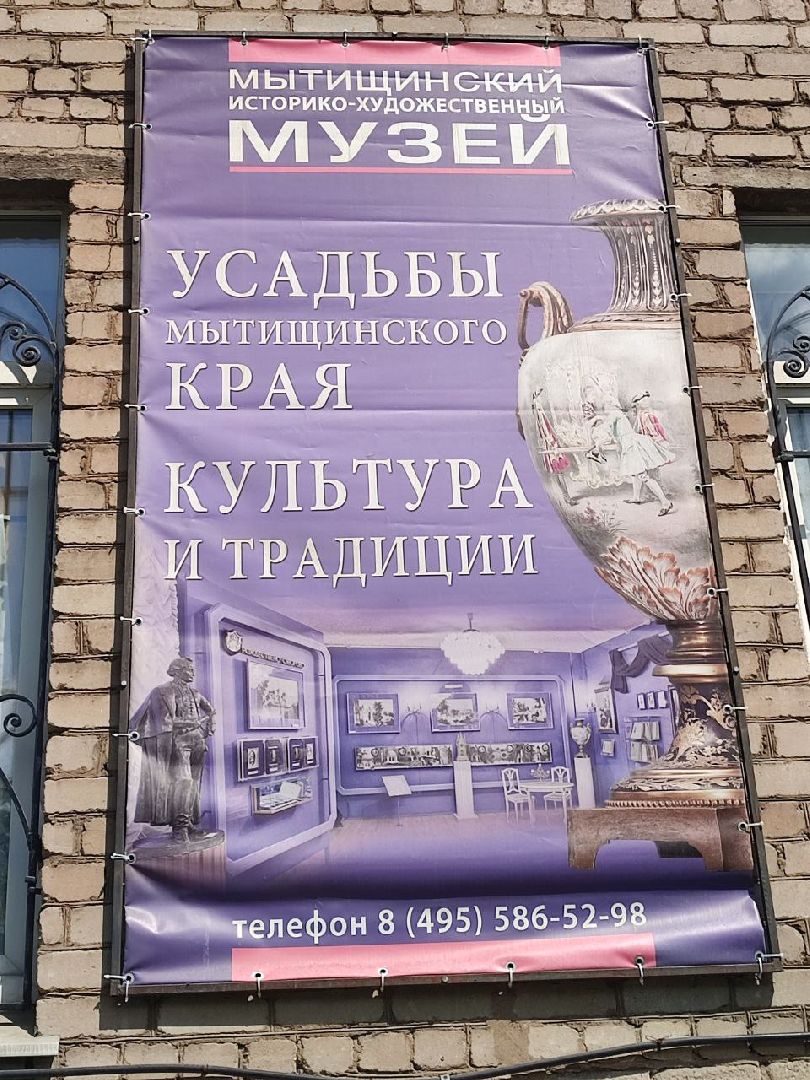 МЫТИЩИНСКИЙ
ИСТОРИКО-ХУДОЖЕСТВЕННЫЙ
МУЗЕЙ
УСАДЬБЫ
МЫТИЩИНСКОГО
КРАЯ
КУЛЬТУРА
И ТРАДИЦИИ
телефон 8 (495) 586-52-98